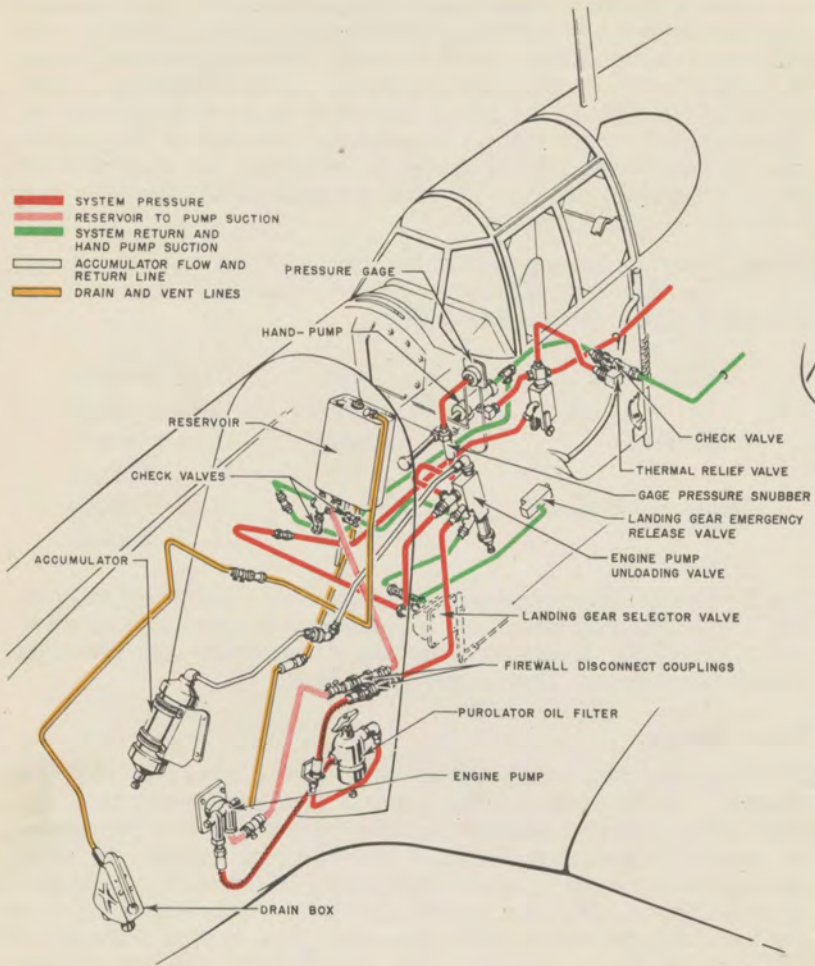 SYSTEM PRESSURE
RESERVOIR TO PUMP SUCTION
SYSTEM RETURN AND
HAND PUMP SUCTION
ACCUMULATOR FLOW AND
RETURN LINE
DRAIN AND VENT LINES
PRESSURE GAGE
HAND-PUMP
RESERVOIR
CHECK VALVES
ACCUMULATOR
CHECK VALVE
THERMAL RELIEF VALVE
GAGE PRESSURE SNUBBER
LANDING GEAR EMERGENCY
RELEASE VALVE
ENGINE PUMP
UNLOADING VALVE
LANDING GEAR SELECTOR VALVE
FIREWALL DISCONNECT COUPLINGS
PUROLATOR OIL FILTER
ENGINE PUMP
DRAIN BOX